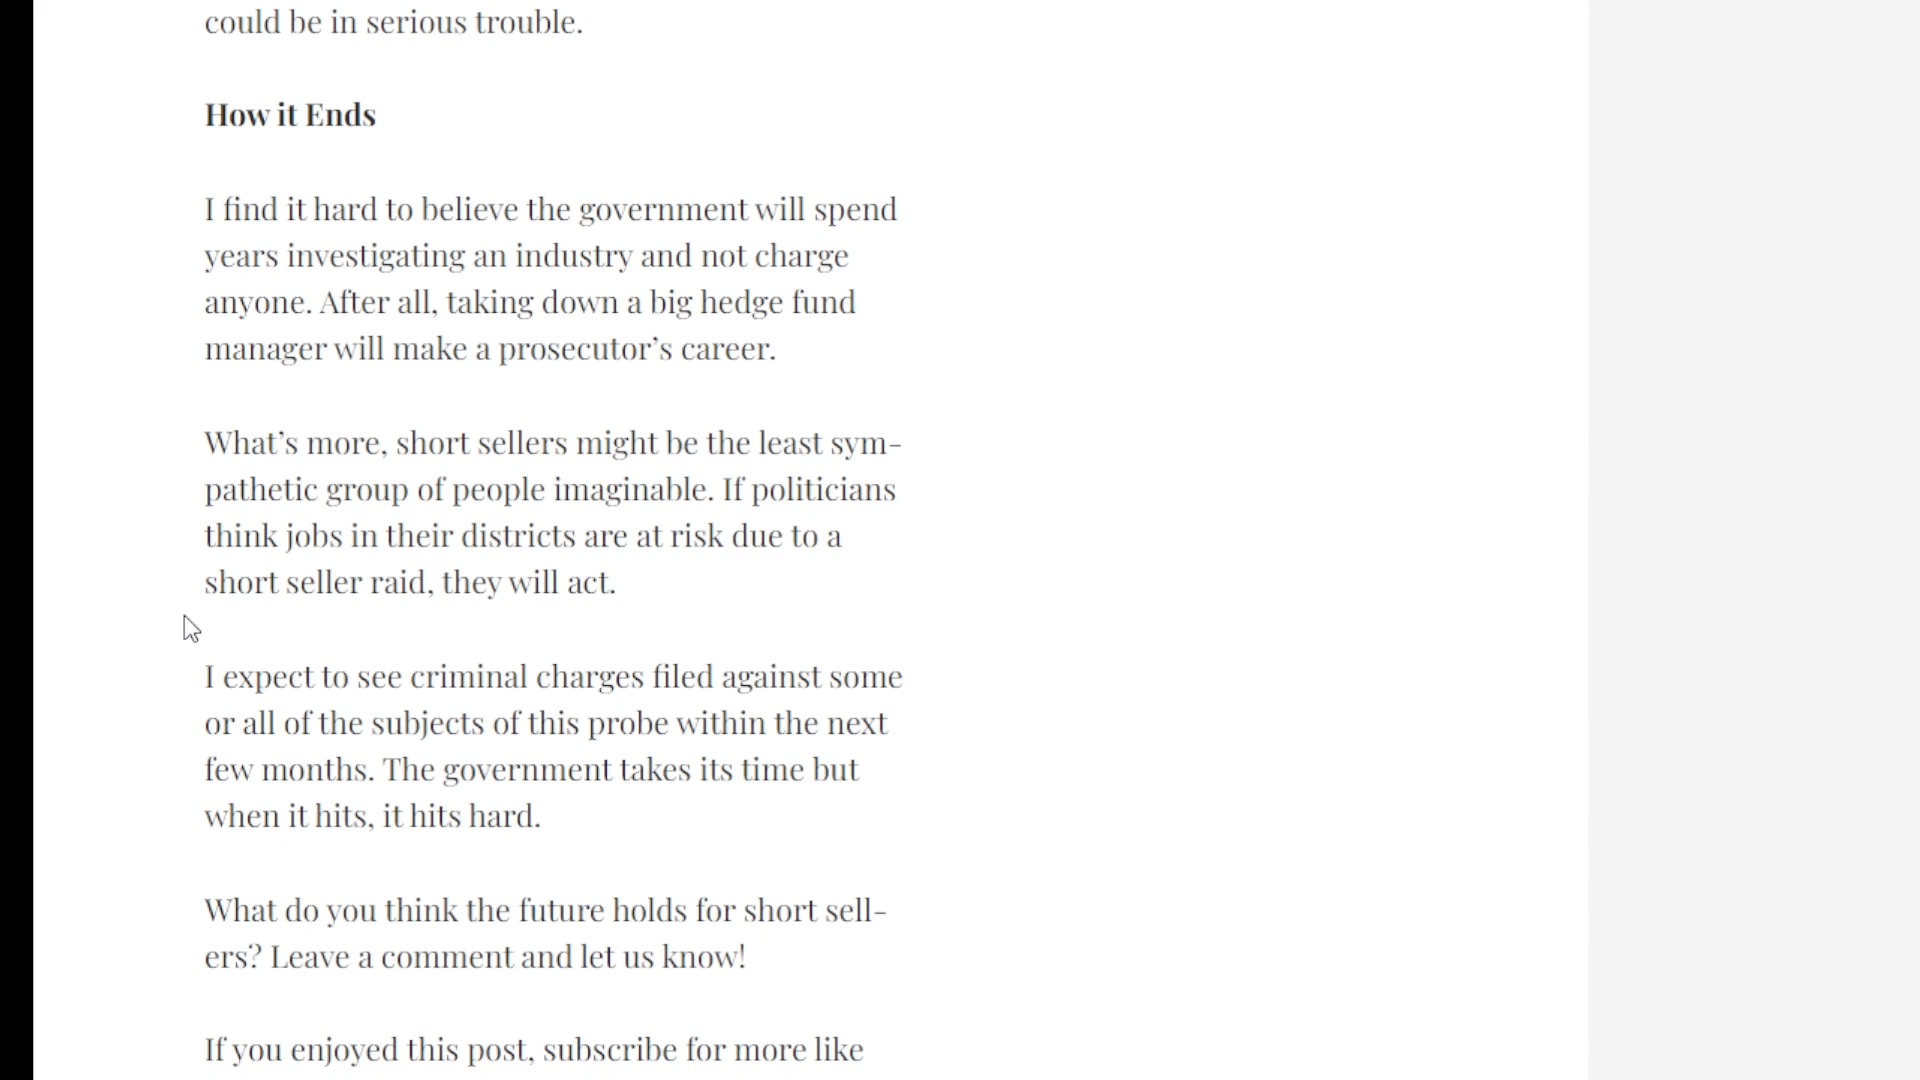 could be in serious trouble.
How it Ends
I find it hard to believe the government will spend
years investigating an industry and not charge
anyone. After all, taking down a big hedge fund
manager will make a prosecutor’s career.
What’s more, short sellers might be the least sym-
pathetic group of people imaginable. If politicians
think jobs in their districts are at risk due to a
short seller raid, they will act.
I expect to see criminal charges filed against some
or all of the subjects of this probe within the next
few months. The government takes its time but
when it hits, it hits hard.
What do you think the future holds for short sell-
ers? Leave a comment and let us know!
If you enjoyed this post, subscribe for more like